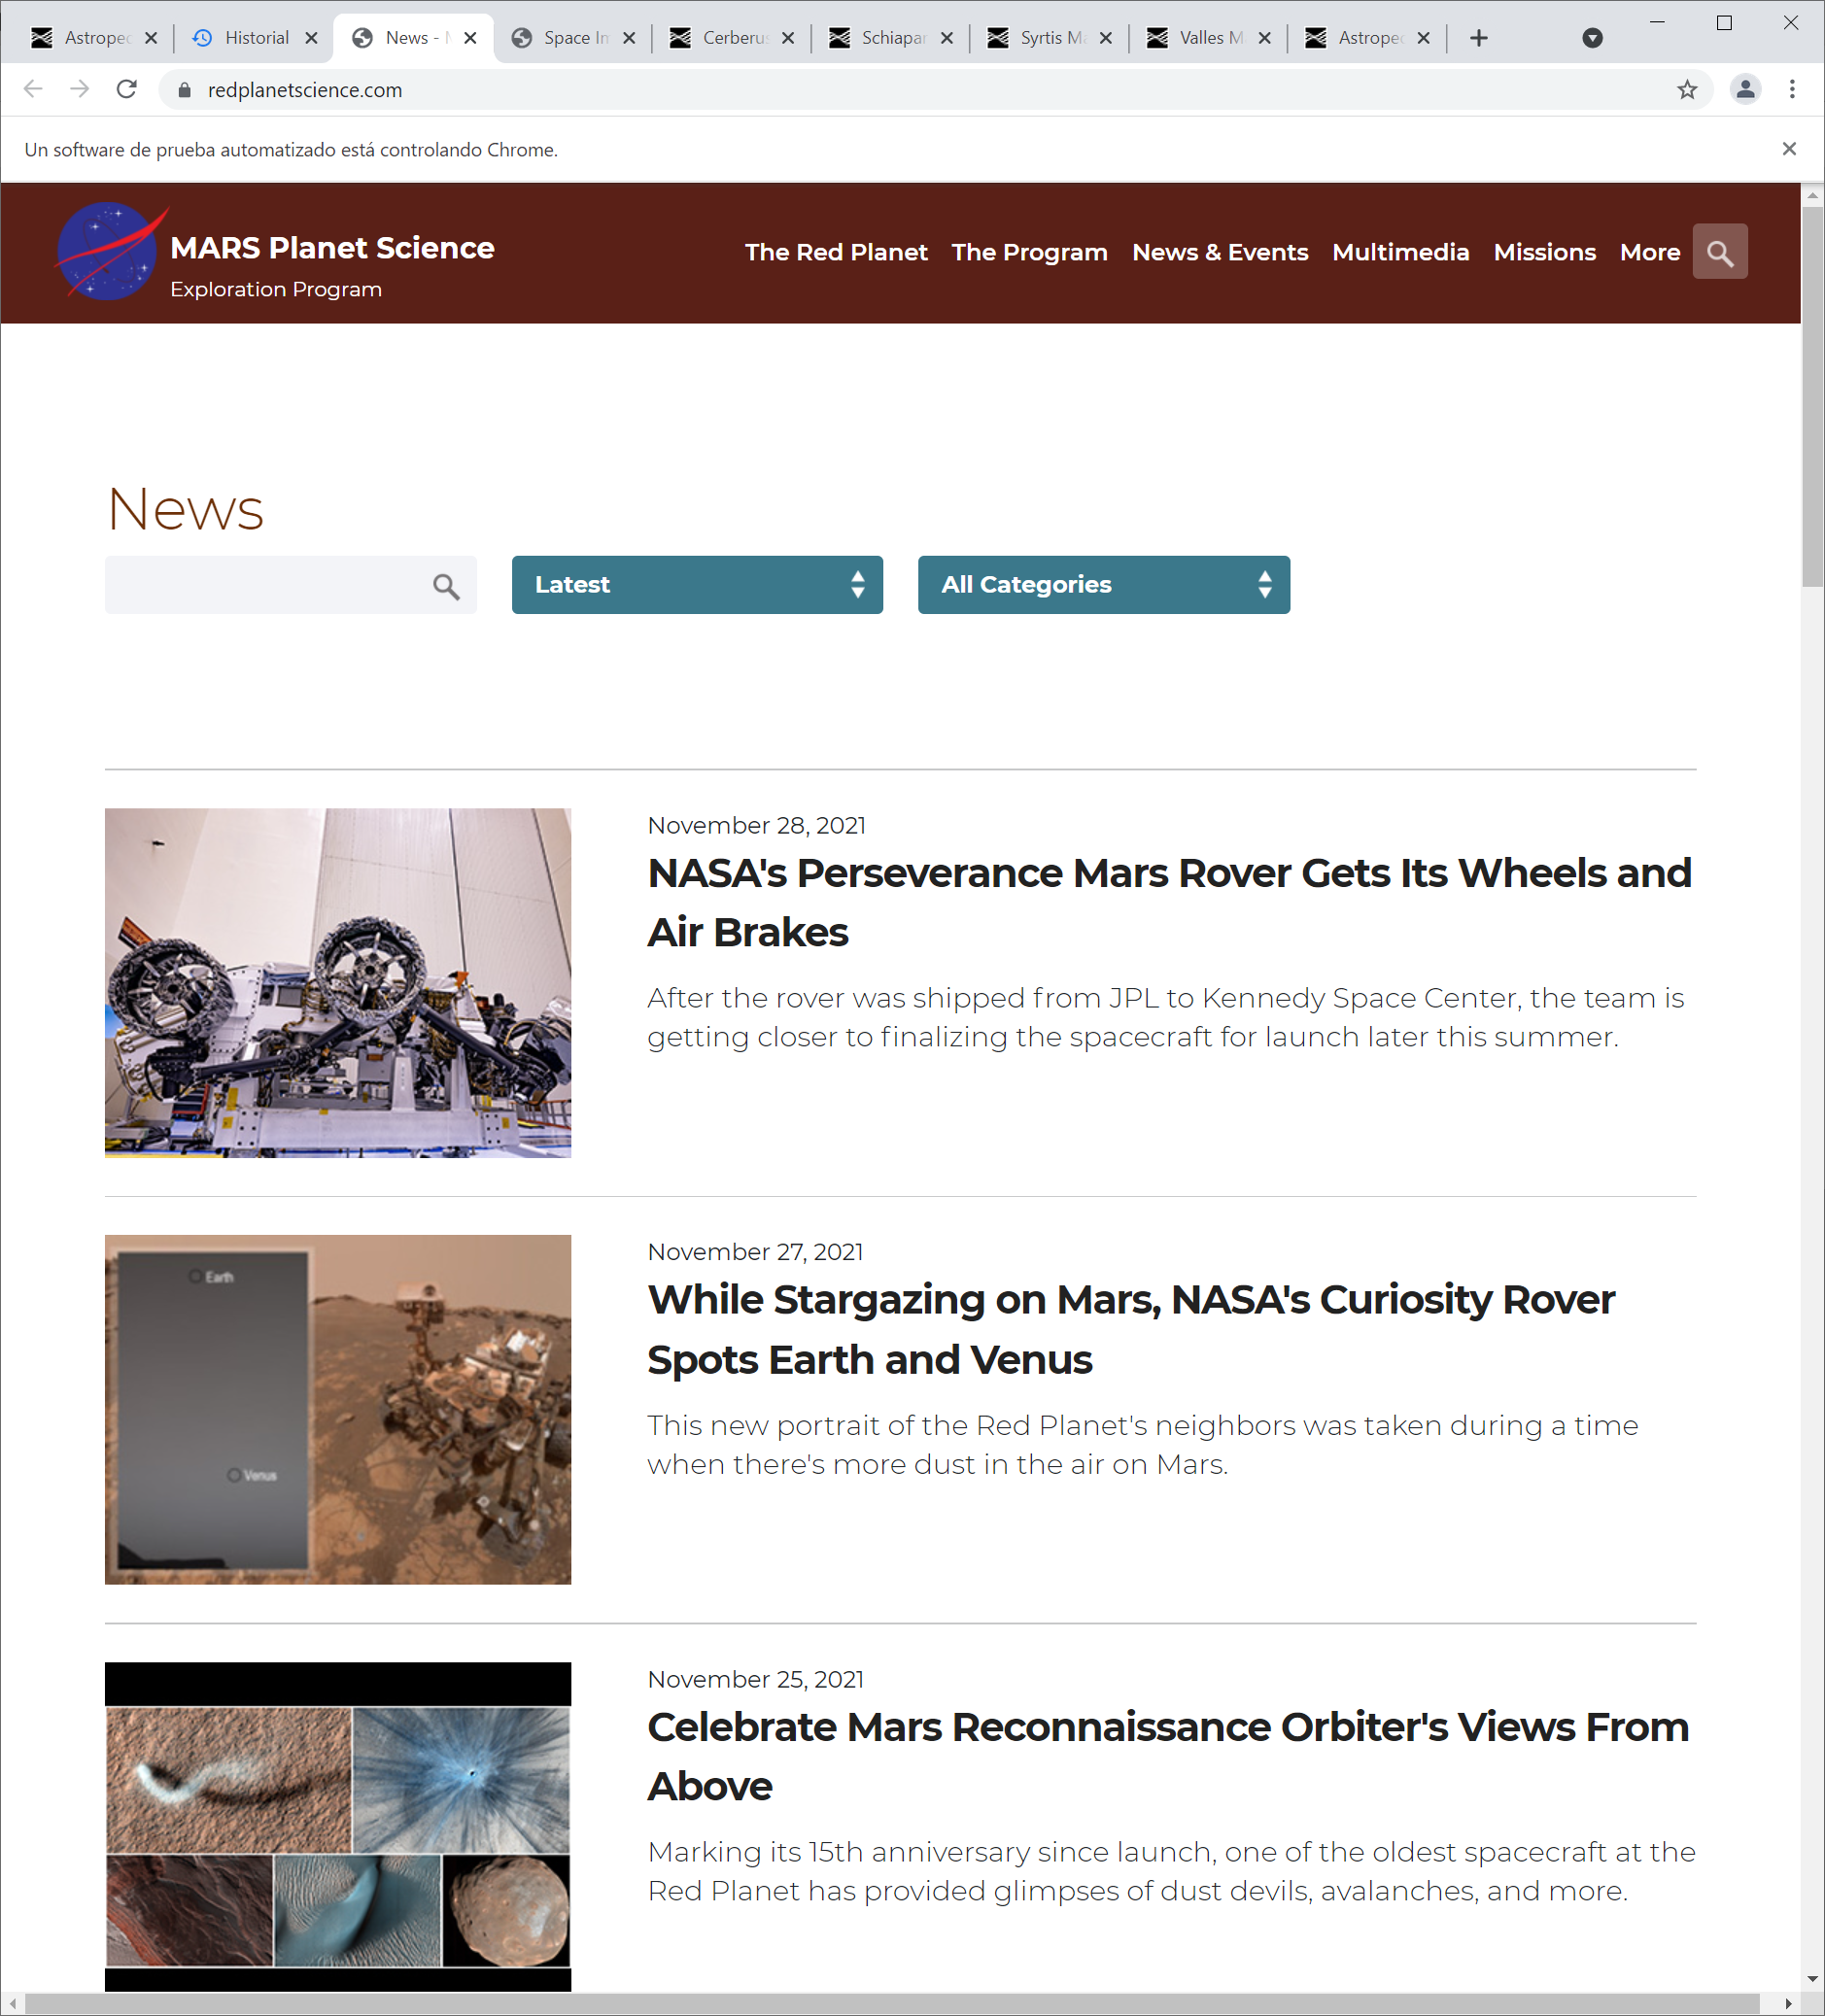 Astroped
Historial
News - 
Space Im
Cerberus
Schiapar
Syrtis Ma
Valles M
Astroped
redplanetscience.com
Un software de prueba automatizado está controlando Chrome.
MARS Planet Science
Exploration Program
The Red Planet The Program News & Events Multimedia Missions More
News
Latest
All Categories
November 28, 2021
NASA's Perseverance Mars Rover Gets Its Wheels and
Air Brakes
After the rover was shipped from JPL to Kennedy Space Center, the team is
getting closer to finalizing the spacecraft for launch later this summer.
Earth
Venus
November 27, 2021
While Stargazing on Mars, NASA's Curiosity Rover
Spots Earth and Venus
This new portrait of the Red Planet's neighbors was taken during a time
when there's more dust in the air on Mars.
November 25, 2021
Celebrate Mars Reconnaissance Orbiter's Views From
Above
Marking its 15th anniversary since launch, one of the oldest spacecraft at the
Red Planet has provided glimpses of dust devils, avalanches, and more.